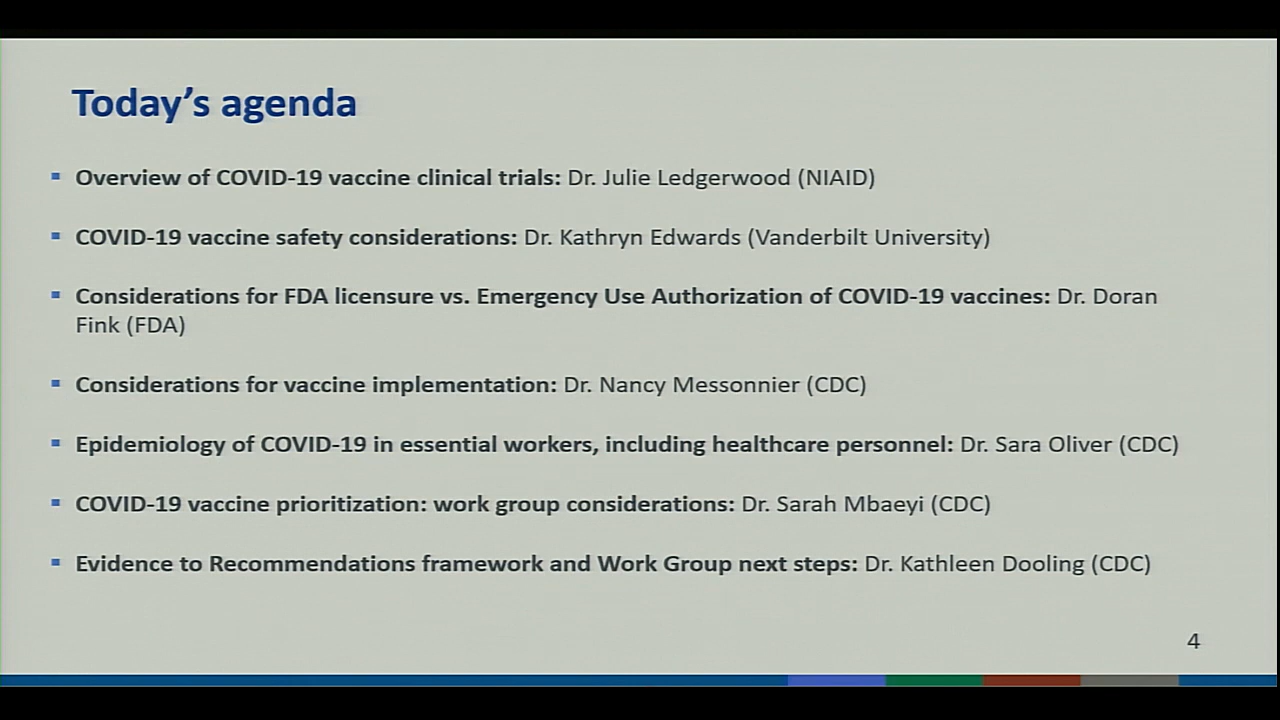 Today’s agenda
▪ Overview of COVID-19 vaccine clinical trials: Dr. Julie Ledgerwood (NIAID)
▪ COVID-19 vaccine safety considerations: Dr. Kathryn Edwards (Vanderbilt University)
▪ Considerations for FDA licensure vs. Emergency Use Authorization of COVID-19 vaccines: Dr. Doran
Fink (FDA)
▪ Considerations for vaccine implementation: Dr. Nancy Messonnier (CDC)
▪ Epidemiology of COVID-19 in essential workers, including healthcare personnel: Dr. Sara Oliver (CDC)
▪ COVID-19 vaccine prioritization: work group considerations: Dr. Sarah Mbaeyi (CDC)
▪ Evidence to Recommendations framework and Work Group next steps: Dr. Kathleen Dooling (CDC)
4